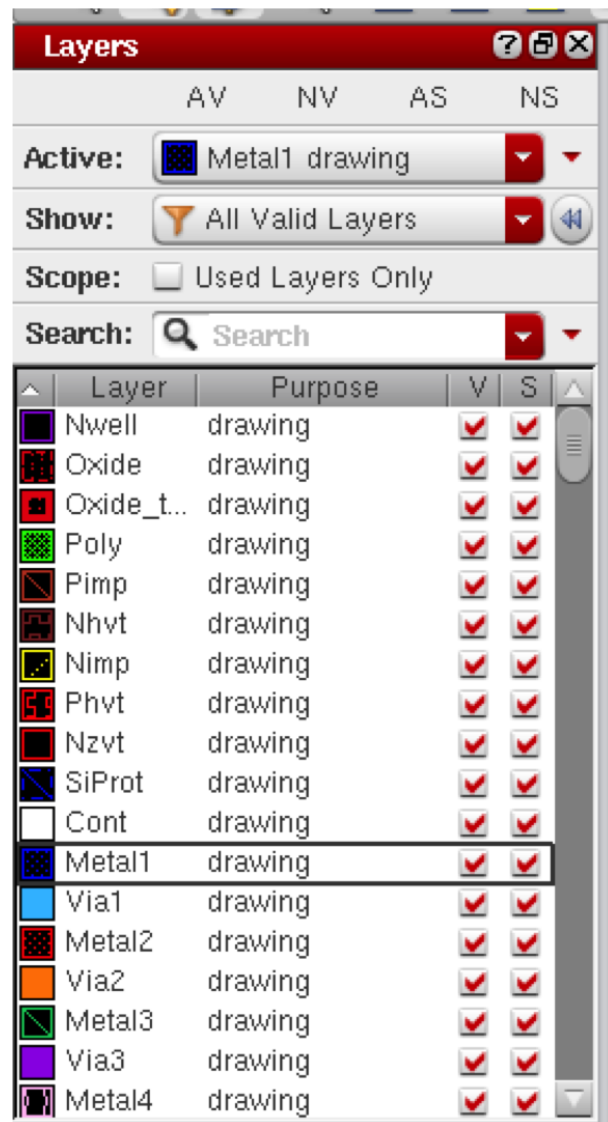 Layers
AV NV AS NS
Active: Metal1 drawing
Show: All Valid Layers
Scope: Used Layers Only
Search: Search
Layer Purpose V S
Nwell drawing
Oxide drawing
Oxide_t... drawing
Poly drawing
Pimp drawing
Nhvt drawing
Nimp drawing
Phvt drawing
Nzvt drawing
SiProt drawing
Cont drawing
Metal1 drawing
Via1 drawing
Metal2 drawing
Via2 drawing
Metal3 drawing
Via3 drawing
Metal4 drawing